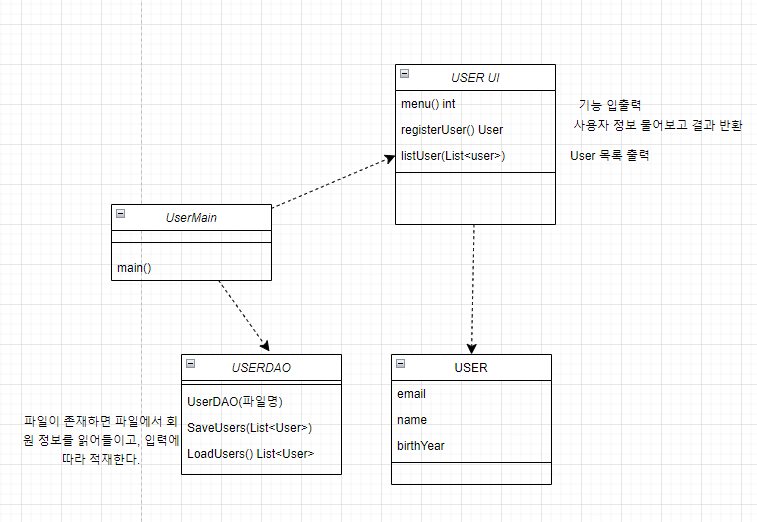 USER UI
menu() int
registerUser() User
listUser(List<user>)
기능 입출력
사용자 정보 물어보고 결과 반환
User 목록 출력
UserMain
main()
USERDAO
UserDAO(파일명)
SaveUsers(List<User>)
LoadUsers() List<User>
파일이 존재하면 파일에서 회
원 정보를 읽어들이고, 입력에
따라 적재한다.
USER
email
name
birthYear